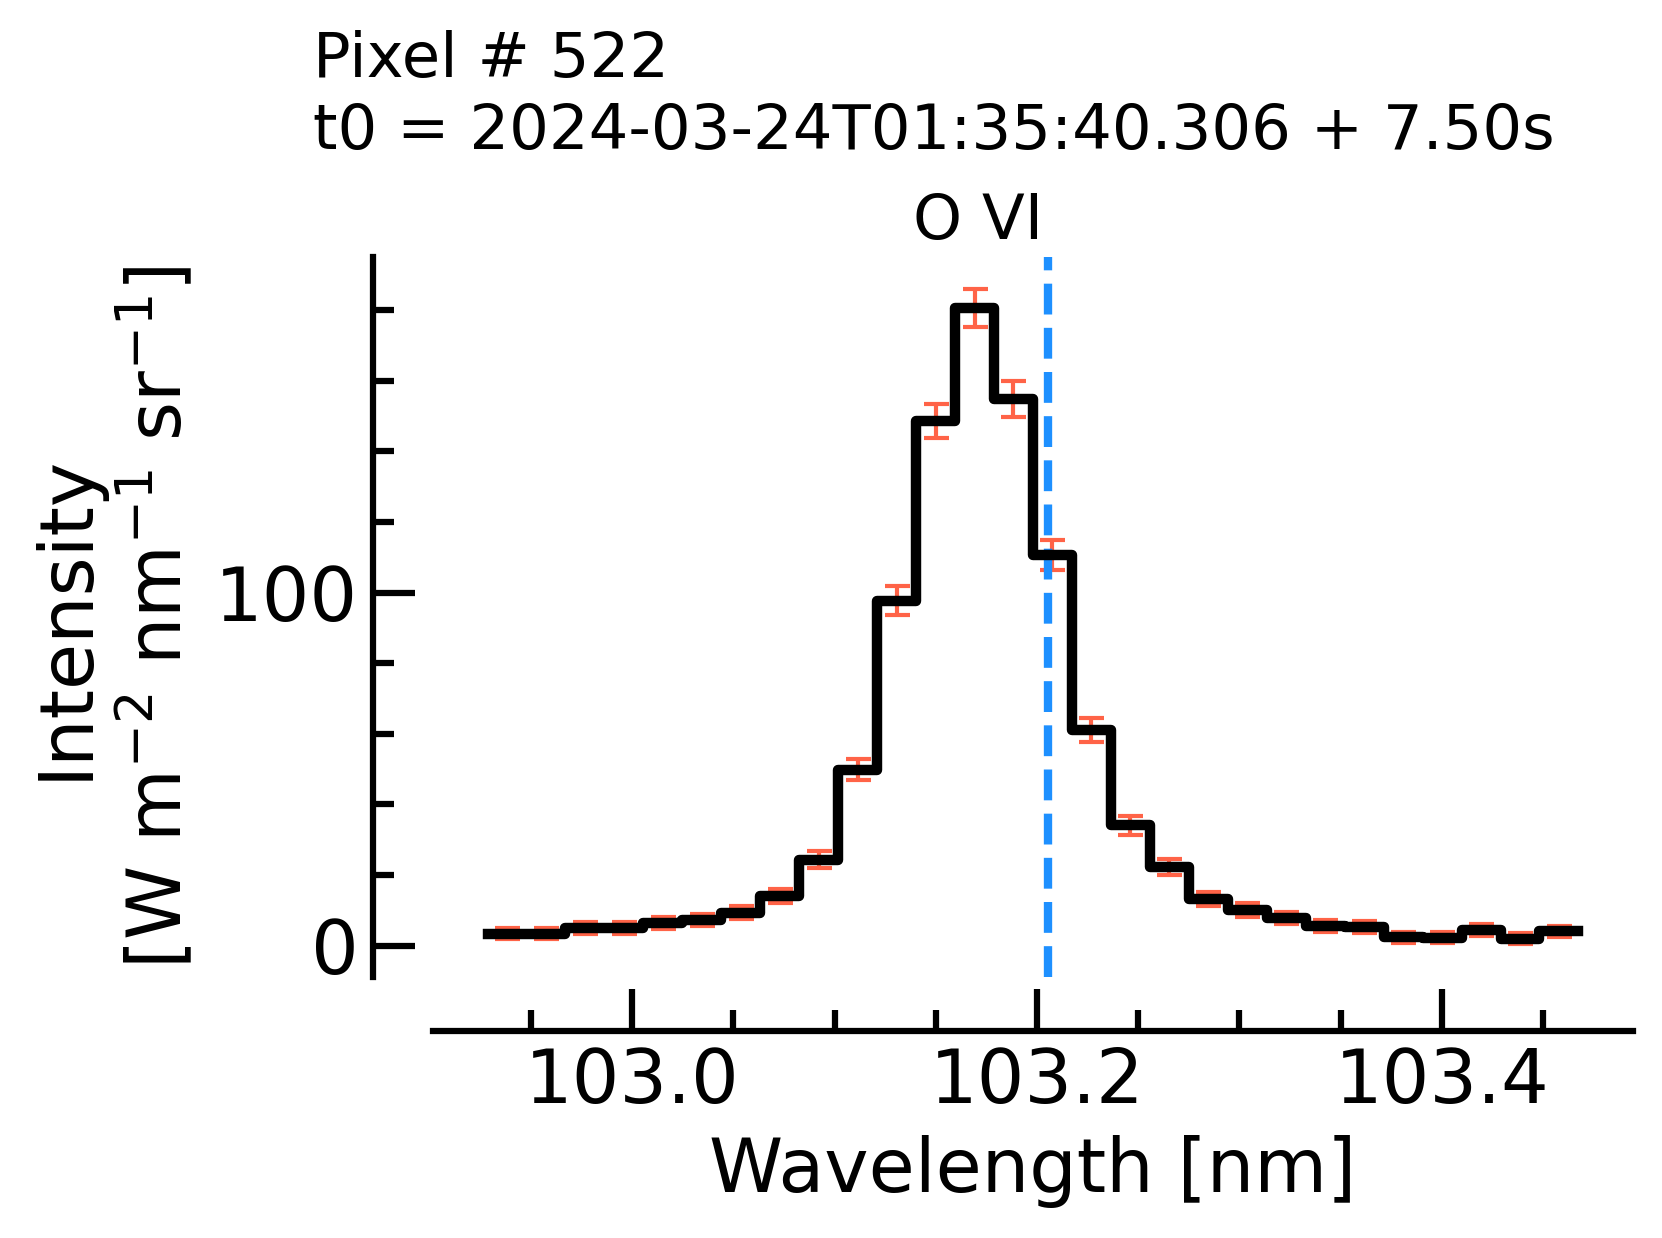 Pixel # 522
t0 = 2024-03-24T01:35:40.306 + 7.50s
O VI
Intensity
[W m⁻² nm⁻¹ sr⁻¹]
100
0
103.0 103.2 103.4
Wavelength [nm]